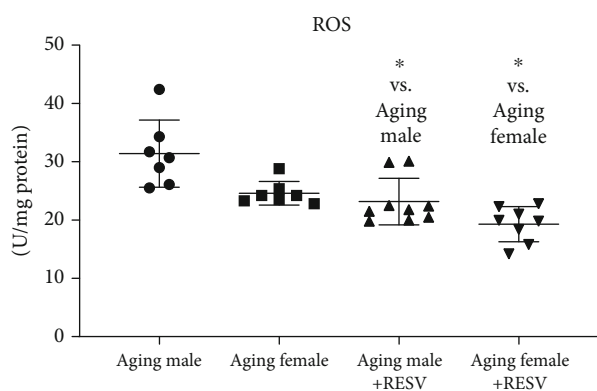 ROS
50
40
30
20
10
0
(U/mg protein)
*
vs.
Aging
male
*
vs.
Aging
female
Aging male
Aging female
Aging male
+RESV
Aging female
+RESV